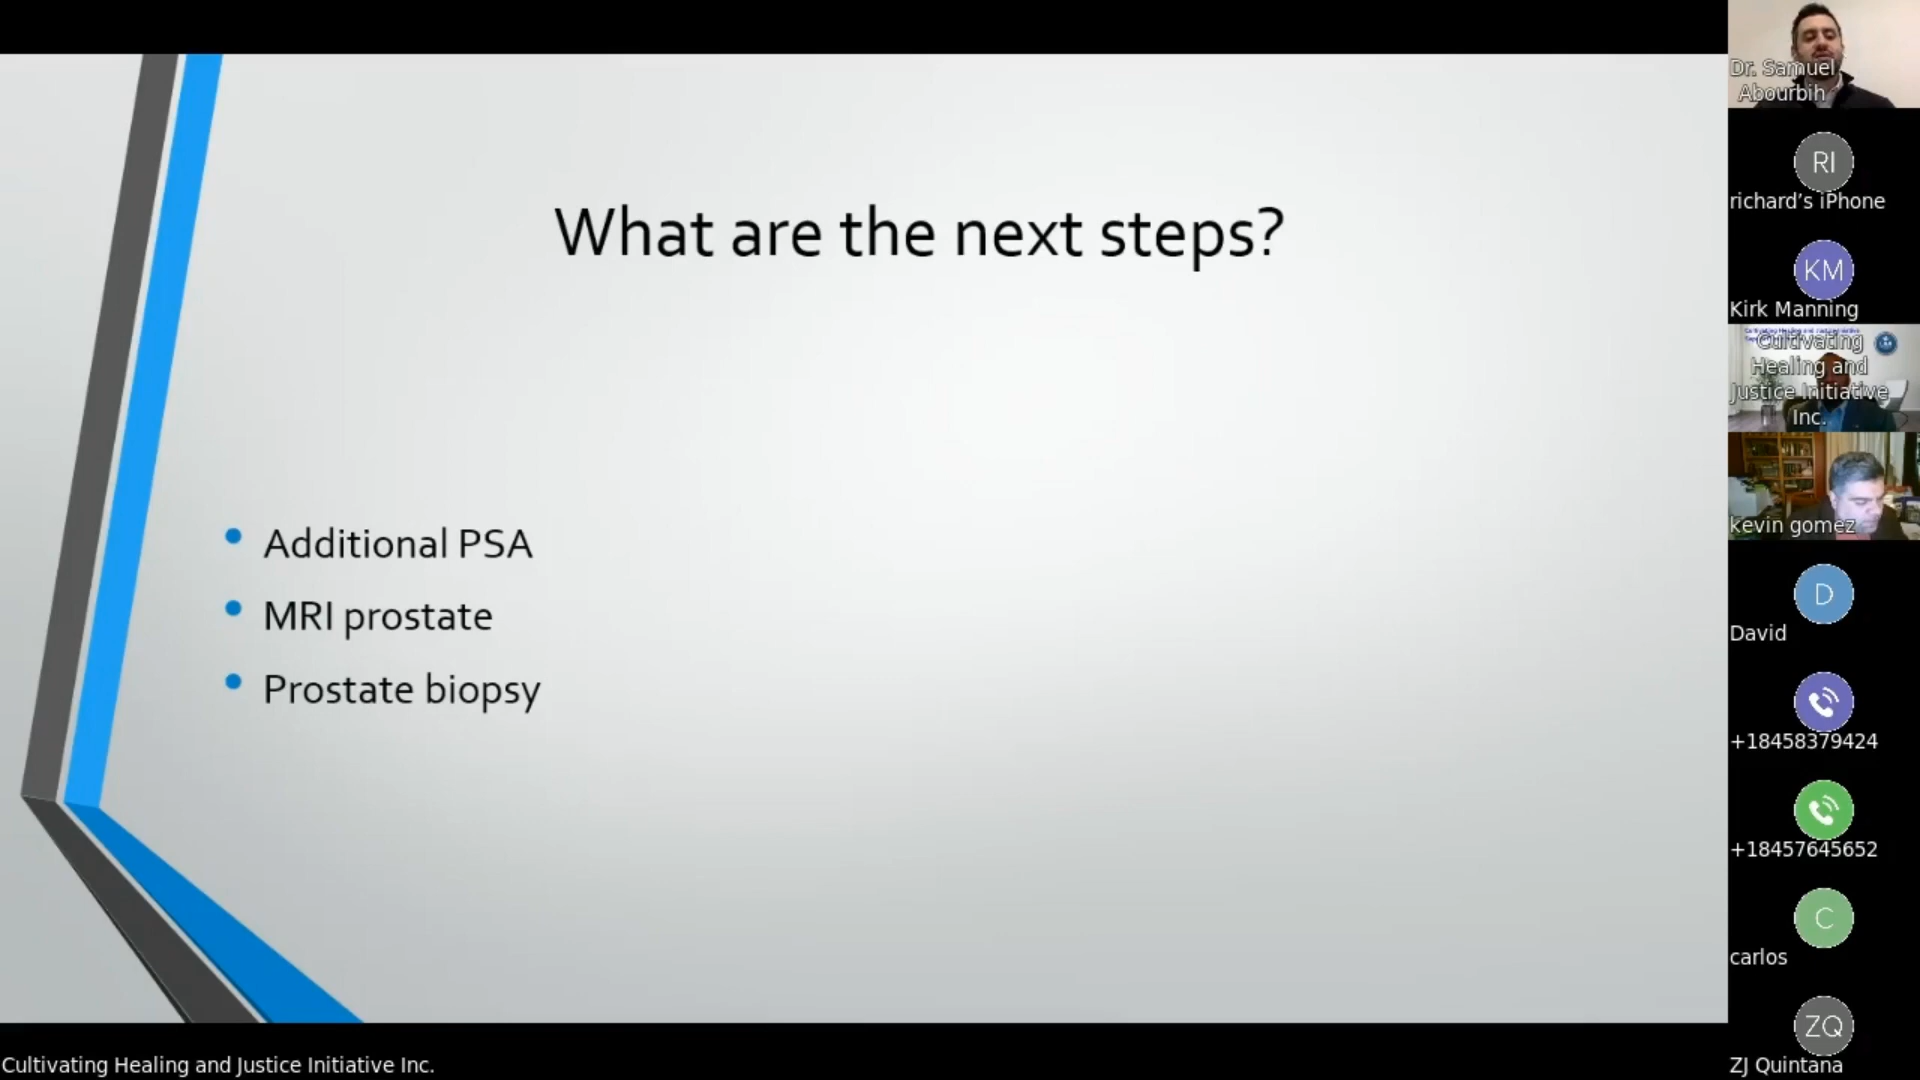 What are the next steps?
Additional PSA
MRI prostate
Prostate biopsy
Cultivating Healing and Justice Initiative Inc.
Dr. Samuel
Abourbih
RI
richard’s iPhone
KM
Kirk Manning
Cultivating
Healing and
Justice Initiative
Inc.
kevin gomez
D
David
+18458379424
+18457645652
C
carlos
ZQ
ZJ Quintana